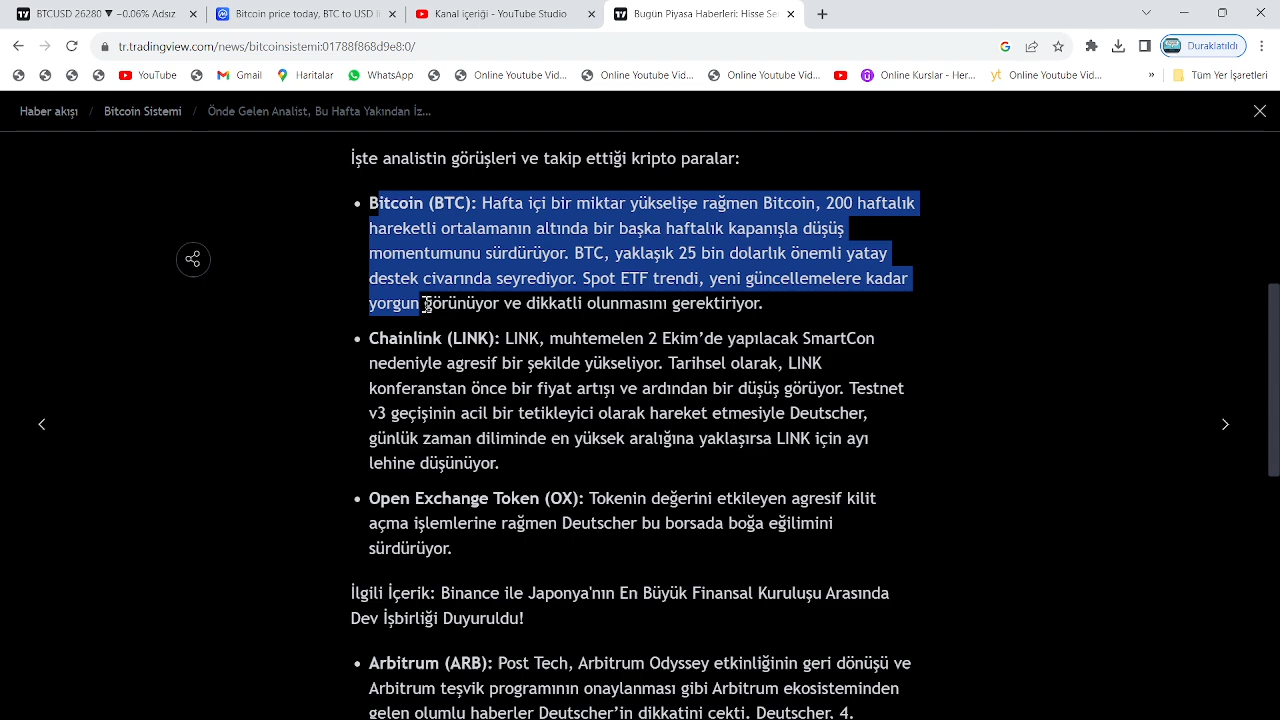 BTCUSD 26280 ▼ −0.06% Adsız
Bitcoin price today, BTC to USD li
Kanal içeriği - YouTube Studio
Bugün Piyasa Haberleri: Hisse Se
tr.tradingview.com/news/bitcoinsistemi:01788f868d9e8:0/
Duraklatıldı
YouTube
Gmail
Haritalar
WhatsApp
Online Youtube Vid...
Online Youtube Vid...
Online Youtube Vid...
Online Kurslar - Her...
Online Youtube Vid...
»
Tüm Yer İşaretleri
Haber akışı / Bitcoin Sistemi / Önde Gelen Analist, Bu Hafta Yakından İz...
İşte analistin görüşleri ve takip ettiği kripto paralar:
• Bitcoin (BTC): Hafta içi bir miktar yükselişe rağmen Bitcoin, 200 haftalık
hareketli ortalamanın altında bir başka haftalık kapanışla düşüş
momentumunu sürdürüyor. BTC, yaklaşık 25 bin dolarlık önemli yatay
destek civarında seyrediyor. Spot ETF trendi, yeni güncellemelere kadar
yorgun görünüyor ve dikkatli olunmasını gerektiriyor.
• Chainlink (LINK): LINK, muhtemelen 2 Ekim’de yapılacak SmartCon
nedeniyle agresif bir şekilde yükseliyor. Tarihsel olarak, LINK
konferanstan önce bir fiyat artışı ve ardından bir düşüş görüyor. Testnet
v3 geçişinin acil bir tetikleyici olarak hareket etmesiyle Deutscher,
günlük zaman diliminde en yüksek aralığına yaklaşırsa LINK için ayı
lehine düşünüyor.
• Open Exchange Token (OX): Tokenin değerini etkileyen agresif kilit
açma işlemlerine rağmen Deutscher bu borsada boğa eğilimini
sürdürüyor.
İlgili İçerik: Binance ile Japonya'nın En Büyük Finansal Kuruluşu Arasında
Dev İşbirliği Duyuruldu!
• Arbitrum (ARB): Post Tech, Arbitrum Odyssey etkinliğinin geri dönüşü ve
Arbitrum teşvik programının onaylanması gibi Arbitrum ekosisteminden
gelen olumlu haberler Deutscher’in dikkatini çekti. Deutscher, 4.